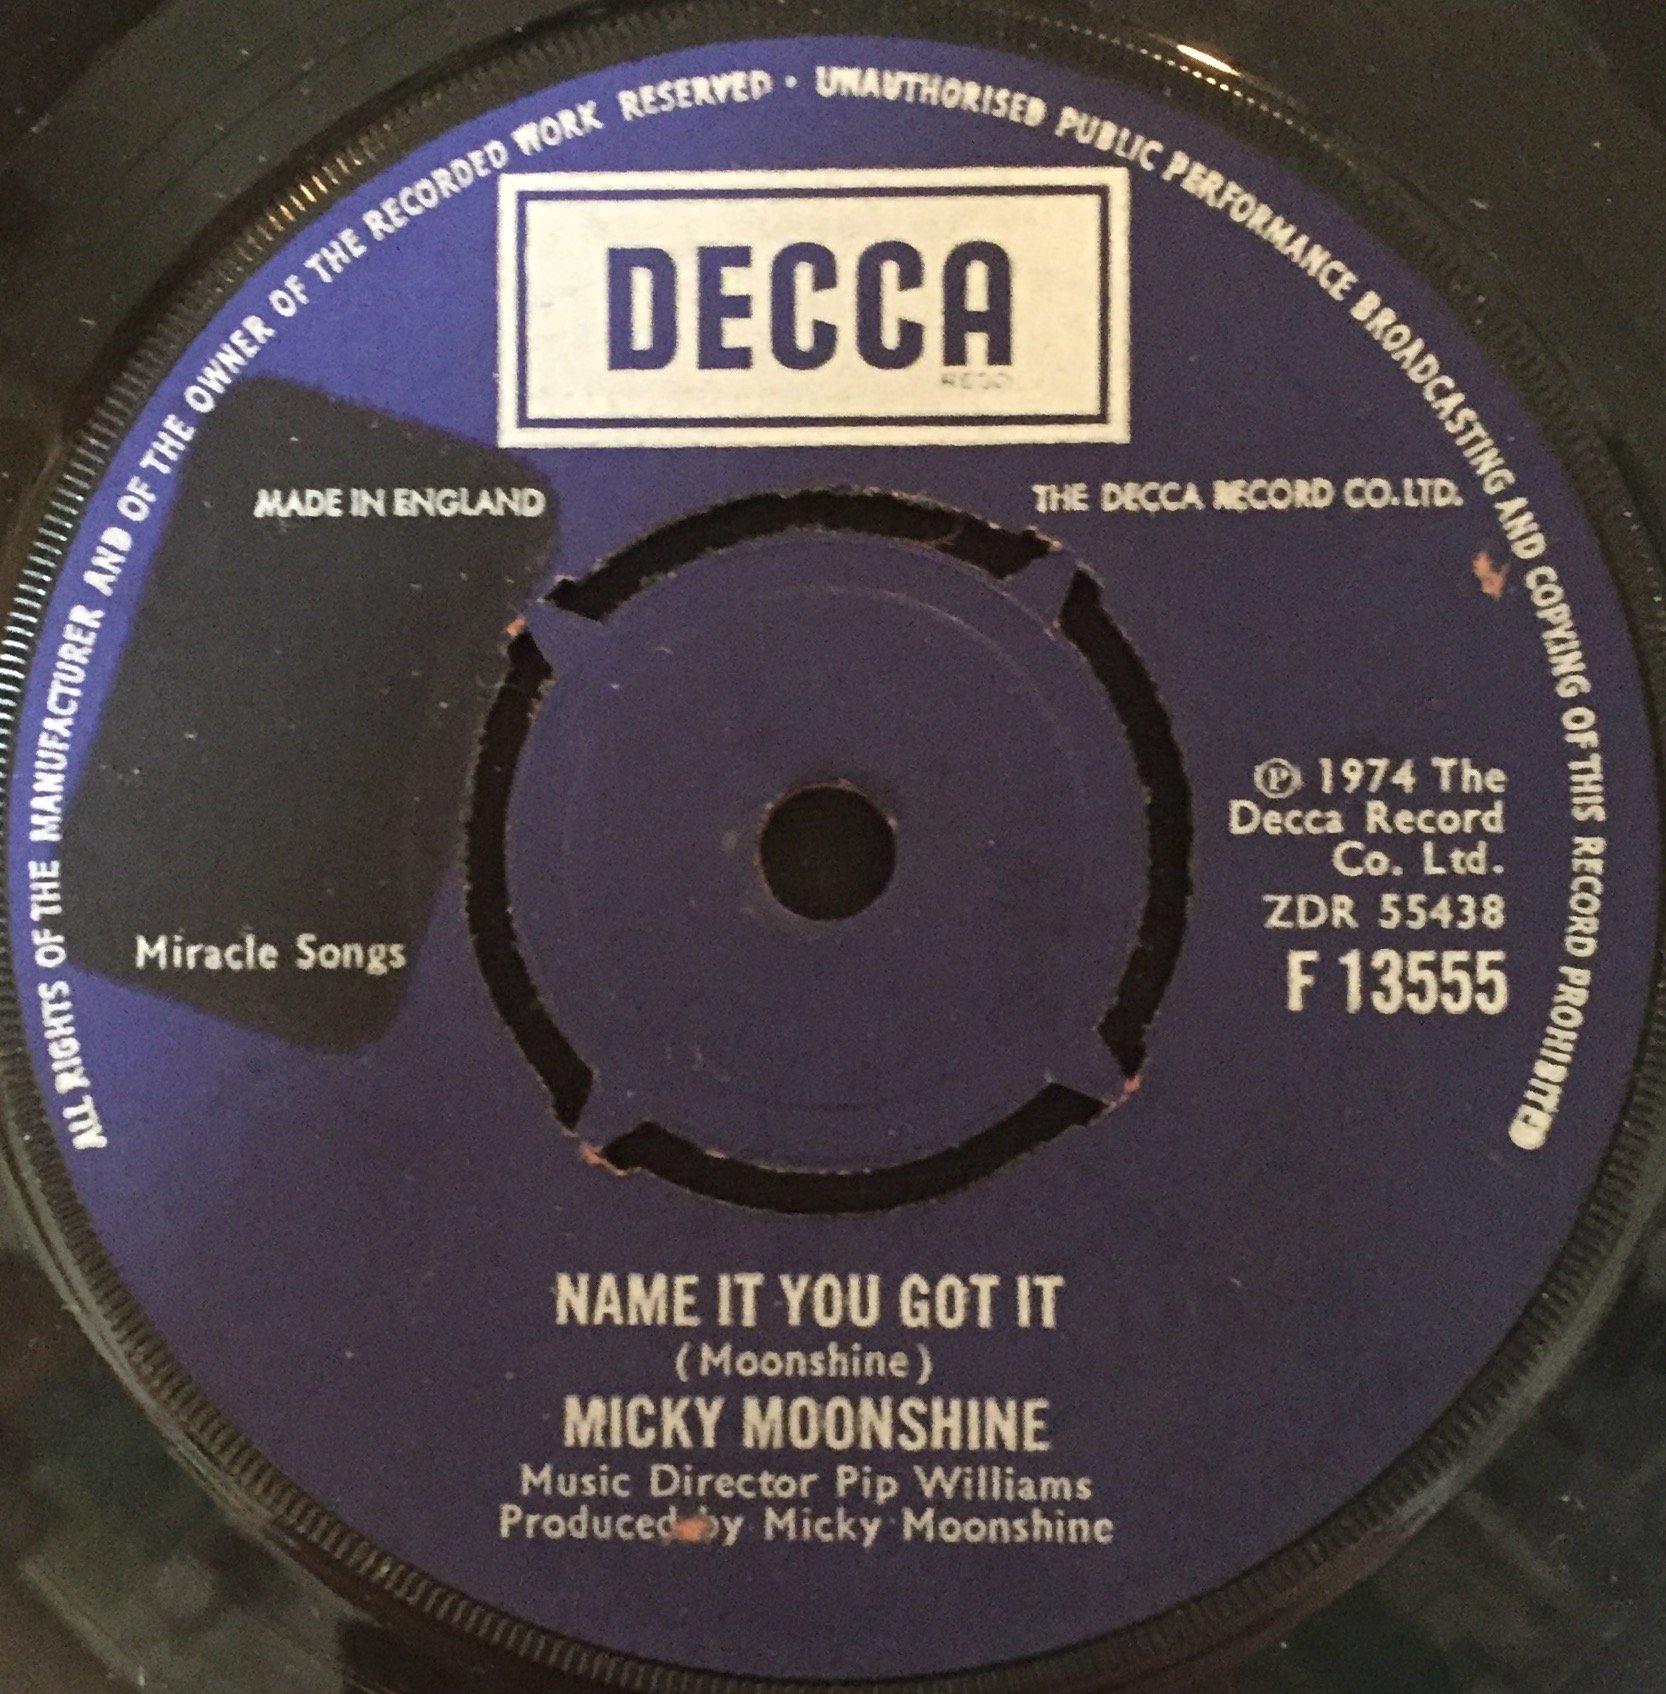 ALL RIGHTS OF THE MANUFACTURER AND OF THE OWNER OF THE RECORDED WORK RESERVED · UNAUTHORISED PUBLIC PERFORMANCE BROADCASTING AND COPYING OF THIS RECORD PROHIBITED
DECCA
MADE IN ENGLAND
THE DECCA RECORD CO. LTD.
℗ 1974 The
Decca Record
Co. Ltd.
ZDR 55438
F 13555
Miracle Songs
NAME IT YOU GOT IT
(Moonshine)
MICKY MOONSHINE
Music Director Pip Williams
Produced by Micky Moonshine